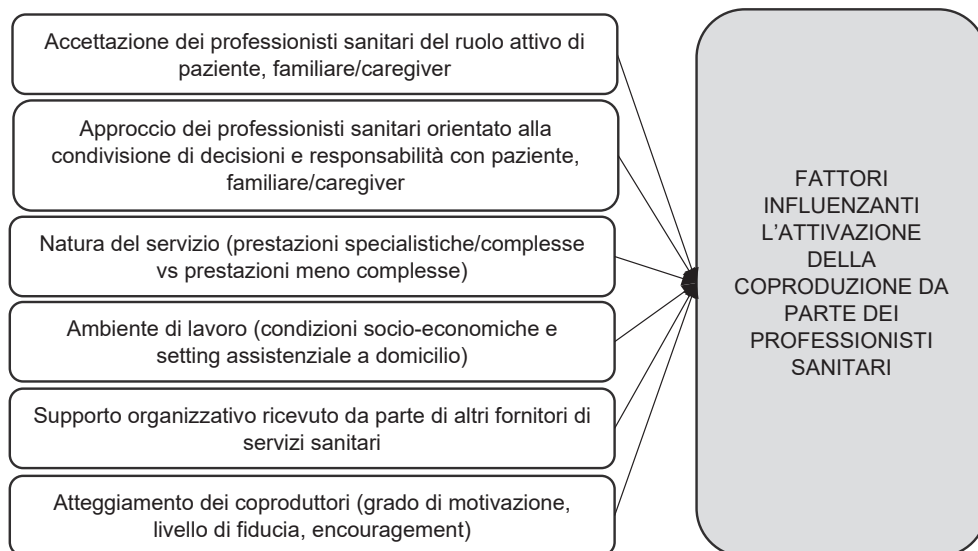 Accettazione dei professionisti sanitari del ruolo attivo di
paziente, familiare/caregiver
Approccio dei professionisti sanitari orientato alla
condivisione di decisioni e responsabilità con paziente,
familiare/caregiver
Natura del servizio (prestazioni specialistiche/complesse
vs prestazioni meno complesse)
Ambiente di lavoro (condizioni socio-economiche e
setting assistenziale a domicilio)
Supporto organizzativo ricevuto da parte di altri fornitori di
servizi sanitari
Atteggiamento dei coproduttori (grado di motivazione,
livello di fiducia, encouragement)
FATTORI
INFLUENZANTI
L'ATTIVAZIONE
DELLA
COPRODUZIONE DA
PARTE DEI
PROFESSIONISTI
SANITARI